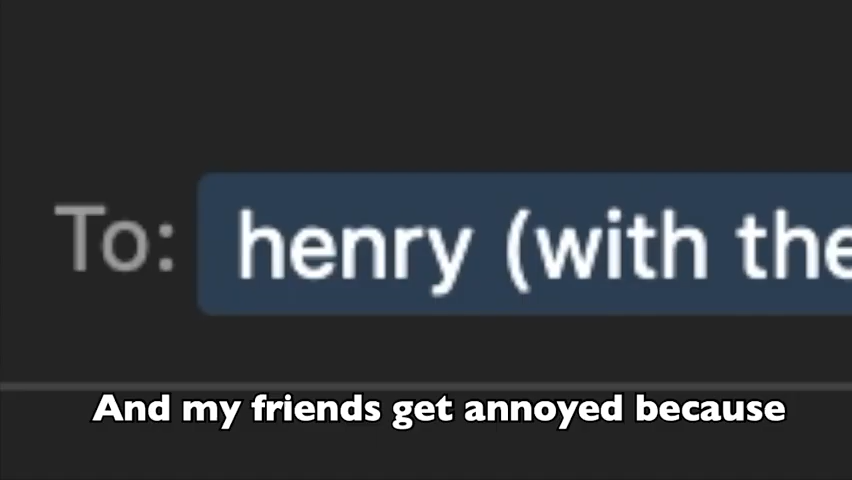 To: henry (with the
And my friends get annoyed because